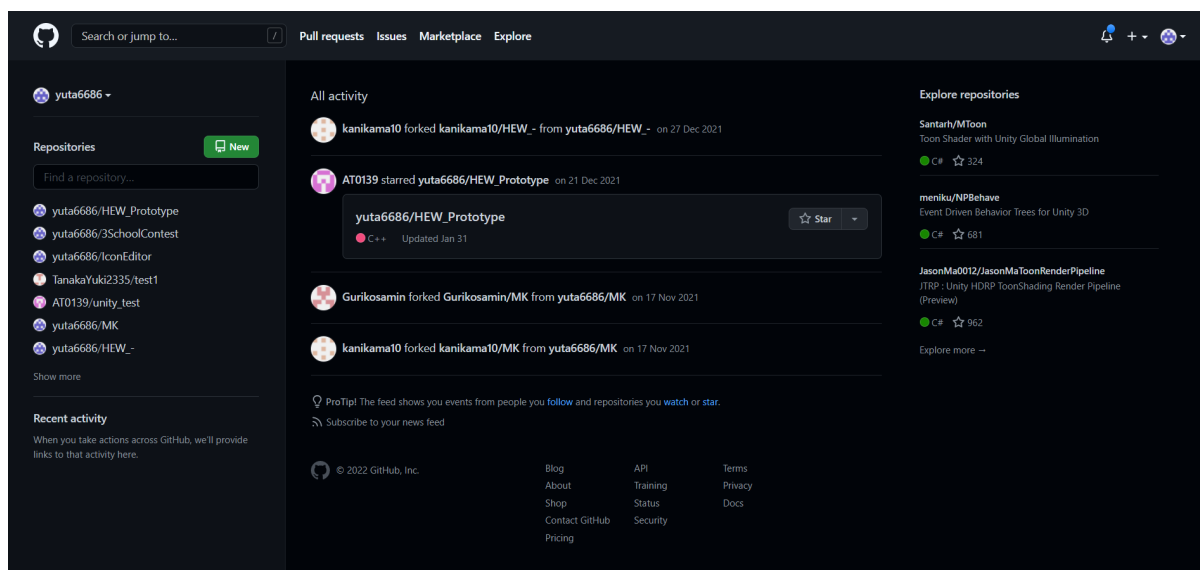 Search or jump to... /
Pull requests Issues Marketplace Explore
yuta6686
Repositories
New
Find a repository...
yuta6686/HEW_Prototype
yuta6686/3SchoolContest
yuta6686/IconEditor
TanakaYuki2335/test1
AT0139/unity_test
yuta6686/MK
yuta6686/HEW_-
Show more
Recent activity
When you take actions across GitHub, we'll provide
links to that activity here.
All activity
kanikama10 forked kanikama10/HEW_- from yuta6686/HEW_- on 27 Dec 2021
AT0139 starred yuta6686/HEW_Prototype on 21 Dec 2021
yuta6686/HEW_Prototype
Star
C++ Updated Jan 31
Gurikosamin forked Gurikosamin/MK from yuta6686/MK on 17 Nov 2021
kanikama10 forked kanikama10/MK from yuta6686/MK on 17 Nov 2021
ProTip! The feed shows you events from people you follow and repositories you watch or star.
Subscribe to your news feed
© 2022 GitHub, Inc.
Blog
About
Shop
Contact GitHub
Pricing
API
Training
Status
Security
Terms
Privacy
Docs
Explore repositories
Santarh/MToon
Toon Shader with Unity Global Illumination
C# 324
meniku/NPBehave
Event Driven Behavior Trees for Unity 3D
C# 681
JasonMa0012/JasonMaToonRenderPipeline
JTRP : Unity HDRP ToonShading Render Pipeline
(Preview)
C# 962
Explore more →